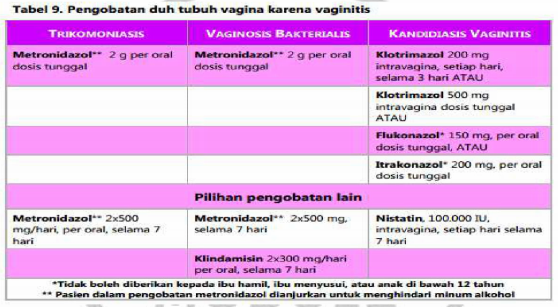 Tabel 9. Pengobatan duh tubuh vagina karena vaginitis
TRIKOMONIASIS
VAGINOSIS BAKTERIALIS
KANDIDIASIS VAGINITIS
Metronidazol** 2 g per oral
dosis tunggal
Metronidazol** 2 g per oral
dosis tunggal
Klotrimazol 200 mg
intravagina, setiap hari,
selama 3 hari ATAU
Klotrimazol 500 mg
intravagina dosis tunggal
ATAU
Flukonazol* 150 mg, per oral
dosis tunggal, ATAU
Itrakonazol* 200 mg, per oral
dosis tunggal
Pilihan pengobatan lain
Metronidazol** 2x500
mg/hari, per oral, selama 7
hari
Metronidazol** 2x500 mg,
selama 7 hari
Nistatin, 100.000 IU,
intravagina, setiap hari selama
7 hari
Klindamisin 2x300 mg/hari
per oral, selama 7 hari
*Tidak boleh diberikan kepada ibu hamil, ibu menyusui, atau anak di bawah 12 tahun
** Pasien dalam pengobatan metronidazol dianjurkan untuk menghindari minum alkohol